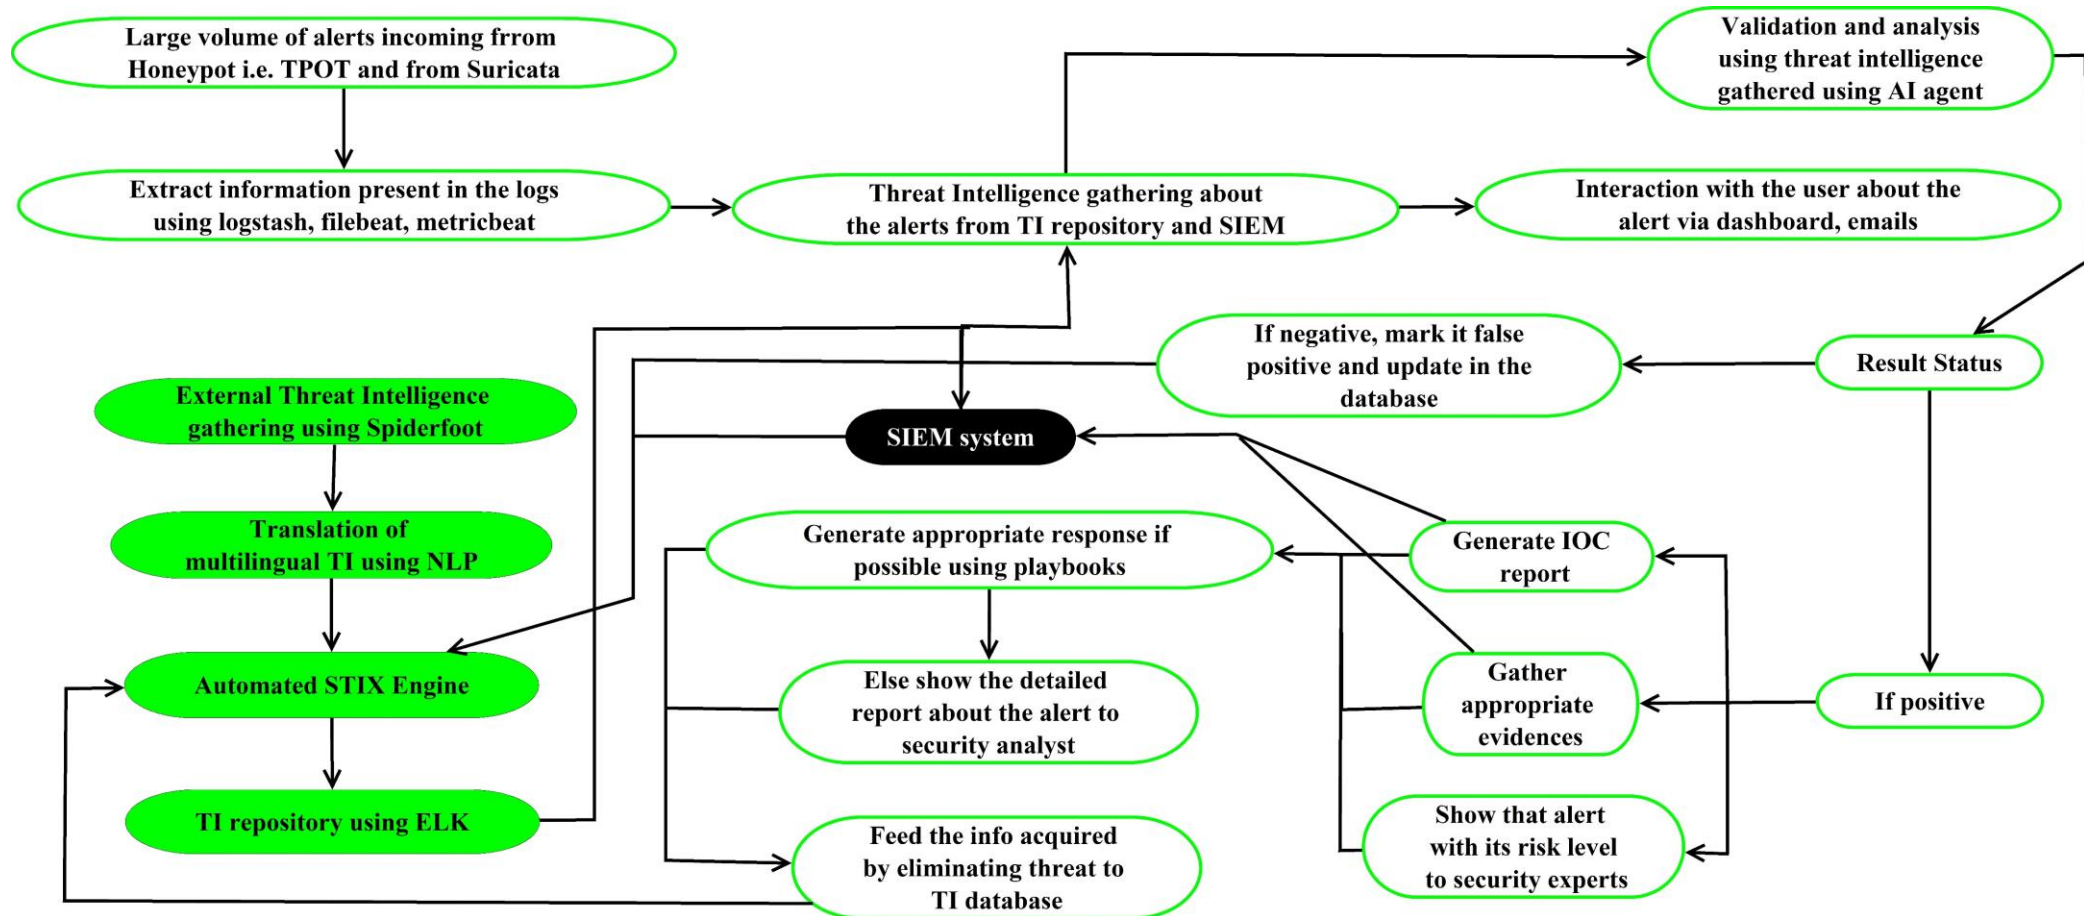 Large volume of alerts incoming frrom
Honeypot i.e. TPOT and from Suricata
Validation and analysis
using threat intelligence
gathered using AI agent
Extract information present in the logs
using logstash, filebeat, metricbeat
Threat Intelligence gathering about
the alerts from TI repository and SIEM
Interaction with the user about the
alert via dashboard, emails
If negative, mark it false
positive and update in the
database
Result Status
External Threat Intelligence
gathering using Spiderfoot
SIEM system
Translation of
multilingual TI using NLP
Generate appropriate response if
possible using playbooks
Generate IOC
report
Automated STIX Engine
Else show the detailed
report about the alert to
security analyst
Gather
appropriate
evidences
If positive
TI repository using ELK
Feed the info acquired
by eliminating threat to
TI database
Show that alert
with its risk level
to security experts